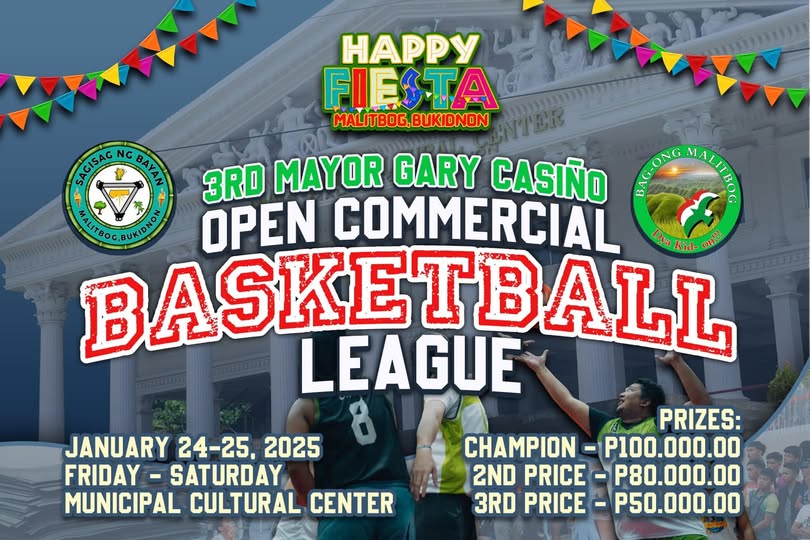 HAPPY
FIESTA
MALITBOG, BUKIDNON
SAGISAG NG BAYAN
MALITBOG, BUKIDNON
BAG-ONG MALITBOG
3RD MAYOR GARY CASIÑO
OPEN COMMERCIAL
BASKETBALL
LEAGUE
8
PRIZES:
JANUARY 24-25, 2025
FRIDAY – SATURDAY
MUNICIPAL CULTURAL CENTER
CHAMPION – P100.000.00
2ND PRICE – P80.000.00
3RD PRICE – P50.000.00